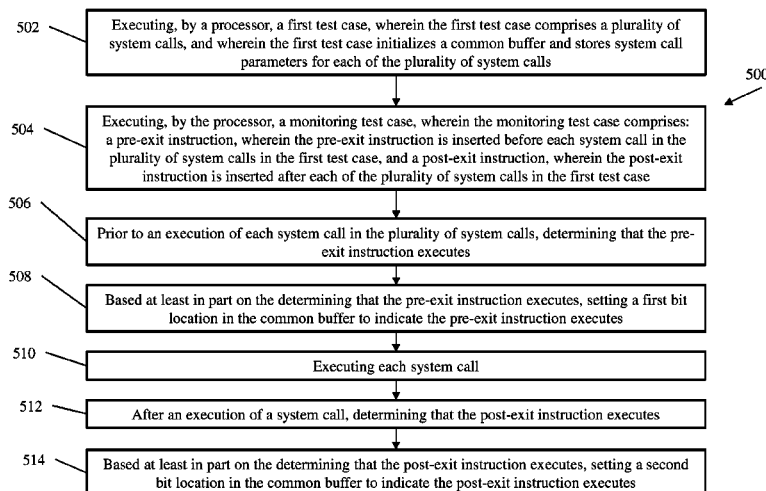 502
Executing, by a processor, a first test case, wherein the first test case comprises a plurality of
system calls, and wherein the first test case initializes a common buffer and stores system call
parameters for each of the plurality of system calls
500
504
Executing, by the processor, a monitoring test case, wherein the monitoring test case comprises:
a pre-exit instruction, wherein the pre-exit instruction is inserted before each system call in the
plurality of system calls in the first test case, and a post-exit instruction, wherein the post-exit
instruction is inserted after each of the plurality of system calls in the first test case
506
Prior to an execution of each system call in the plurality of system calls, determining that the pre-
exit instruction executes
508
Based at least in part on the determining that the pre-exit instruction executes, setting a first bit
location in the common buffer to indicate the pre-exit instruction executes
510
Executing each system call
512
After an execution of a system call, determining that the post-exit instruction executes
514
Based at least in part on the determining that the post-exit instruction executes, setting a second
bit location in the common buffer to indicate the post-exit instruction executes